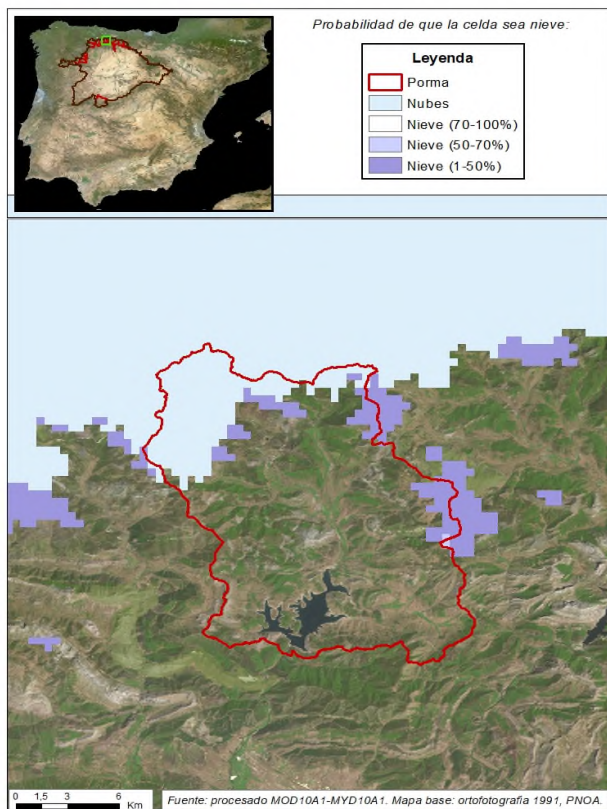 Probabilidad de que la celda sea nieve:
Leyenda
Porma
Nubes
Nieve (70-100%)
Nieve (50-70%)
Nieve (1-50%)
0 1,5 3 6
Km
Fuente: procesado MOD10A1-MYD10A1. Mapa base: ortofotografia 1991, PNOA